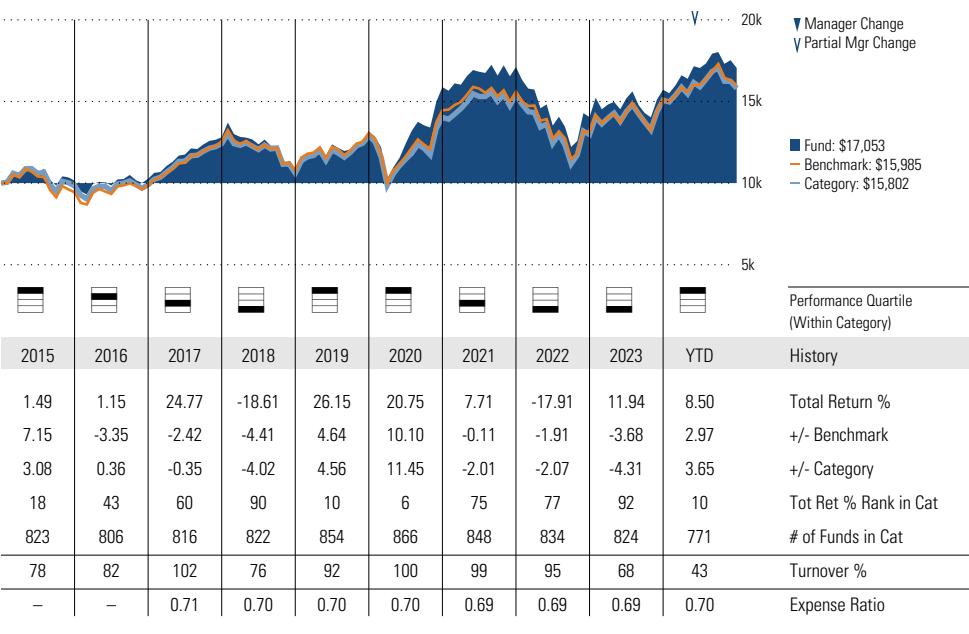 20k
Manager Change
Partial Mgr Change
15k
Fund: $17,053
Benchmark: $15,985
Category: $15,802
10k
5k
Performance Quartile
(Within Category)
2015 2016 2017 2018 2019 2020 2021 2022 2023 YTD History
1.49 1.15 24.77 -18.61 26.15 20.75 7.71 -17.91 11.94 8.50 Total Return %
7.15 -3.35 -2.42 -4.41 4.64 10.10 -0.11 -1.91 -3.68 2.97 +/- Benchmark
3.08 0.36 -0.35 -4.02 4.56 11.45 -2.01 -2.07 -4.31 3.65 +/- Category
18 43 60 90 10 6 75 77 92 10 Tot Ret % Rank in Cat
823 806 816 822 854 866 848 834 824 771 # of Funds in Cat
78 82 102 76 92 100 99 95 68 43 Turnover %
– – 0.71 0.70 0.70 0.70 0.69 0.69 0.69 0.70 Expense Ratio